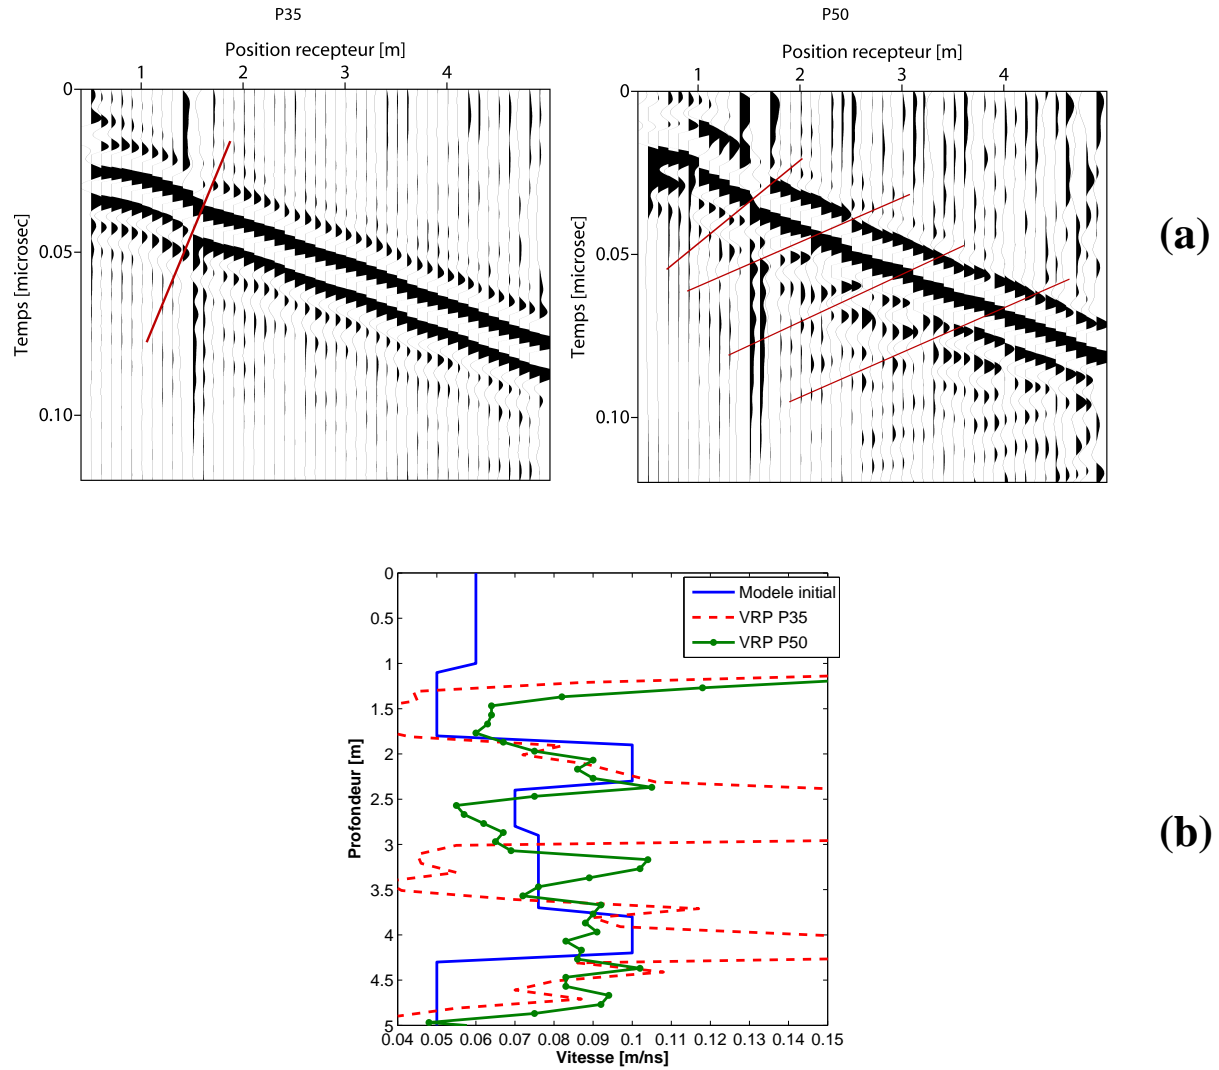 P35
Position recepteur [m]
1 2 3 4
0
0.05
0.10
Temps [microsec]
P50
Position recepteur [m]
1 2 3 4
0
0.05
0.10
Temps [microsec]
(a)
Modele initial
VRP P35
VRP P50
0
0.5
1
1.5
2
2.5
3
3.5
4
4.5
5
Profondeur [m]
0.04 0.05 0.06 0.07 0.08 0.09 0.1 0.11 0.12 0.13 0.14 0.15
Vitesse [m/ns]
(b)